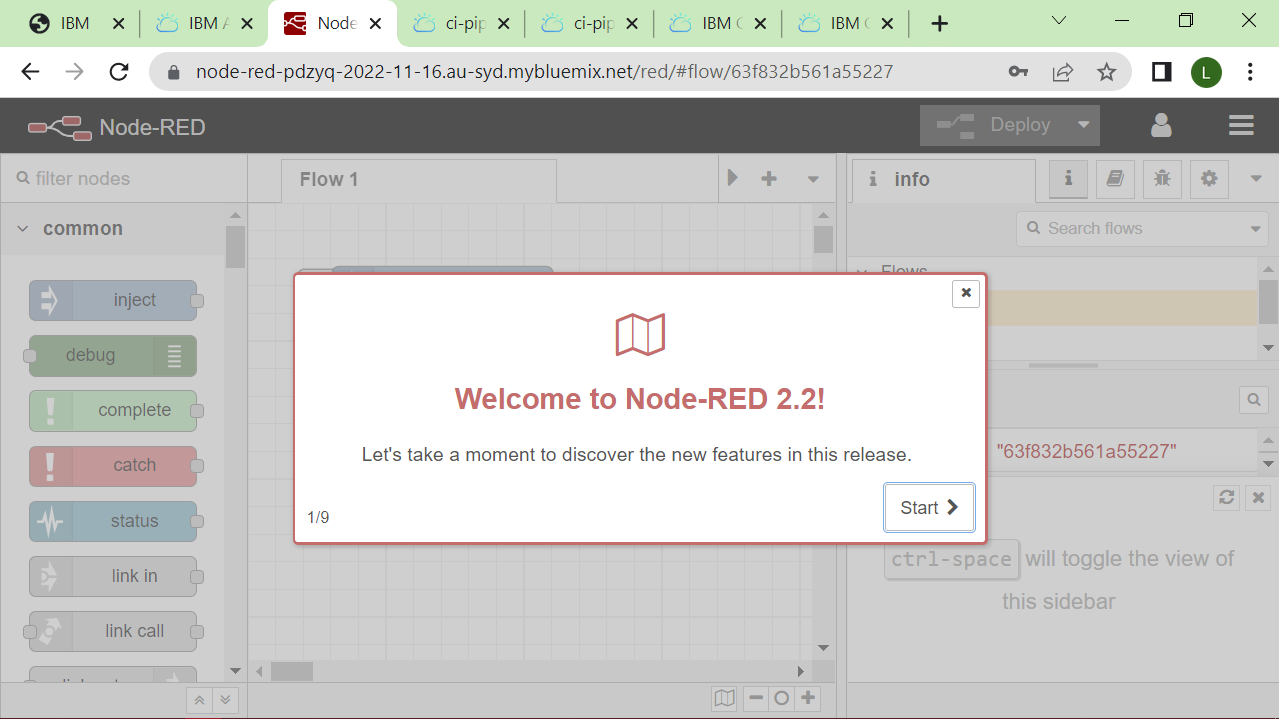 IBM
IBM A
Node
ci-pip
ci-pip
IBM C
IBM C
node-red-pdzyq-2022-11-16.au-syd.mybluemix.net/red/#flow/63f832b561a55227
L
Node-RED
Deploy
filter nodes
Flow 1
info
common
Search flows
Flows
inject
debug
complete
catch
status
link in
link call
Welcome to Node-RED 2.2!
Let's take a moment to discover the new features in this release.
1/9
Start
"63f832b561a55227"
ctrl-space will toggle the view of
this sidebar